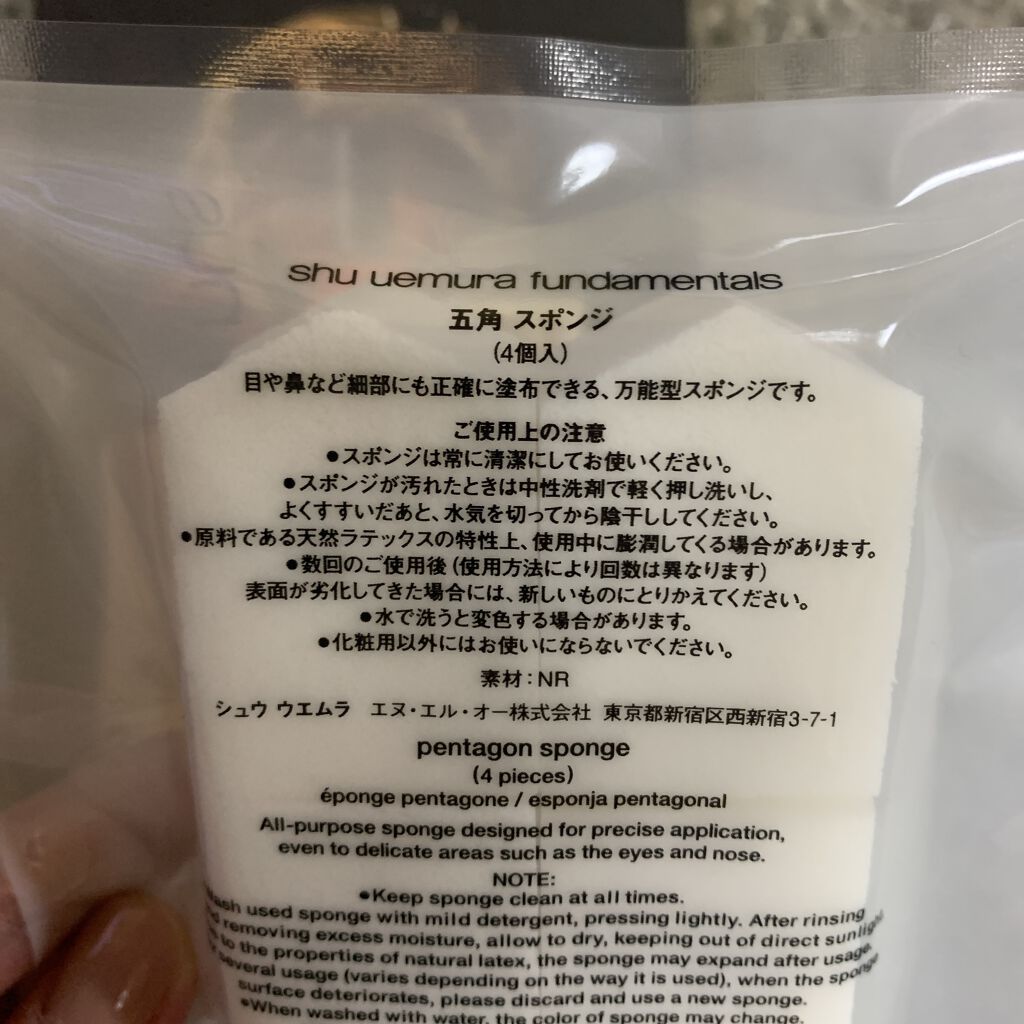 shu uemura fundamentals
五角 スポンジ
(4個入)
目や鼻など細部にも正確に塗布できる、万能型スポンジです。
ご使用上の注意
●スポンジは常に清潔にしてお使いください。
●スポンジが汚れたときは中性洗剤で軽く押し洗いし、
よくすすいだあと、水気を切ってから陰干ししてください。
●原料である天然ラテックスの特性上、使用中に膨潤してくる場合があります。
●数回のご使用後(使用方法により回数は異なります)
表面が劣化してきた場合には、新しいものにとりかえてください。
●水で洗うと変色する場合があります。
●化粧用以外にはお使いにならないでください。
素材:NR
シュウ ウエムラ エヌ・エル・オー株式会社 東京都新宿区西新宿3-7-1
pentagon sponge
(4 pieces)
éponge pentagone / esponja pentagonal
All-purpose sponge designed for precise application,
even to delicate areas such as the eyes and nose.
NOTE:
●Keep sponge clean at all times.
used sponge with mild detergent, pressing lightly. After rinsing
removing excess moisture, allow to dry, keeping out of direct sunlight.
to the properties of natural latex, the sponge may expand after usage.
several usage (varies depending on the way it is used), when the sponge
surface deteriorates, please discard and use a new sponge.
●When washed with water, the color of sponge may change.